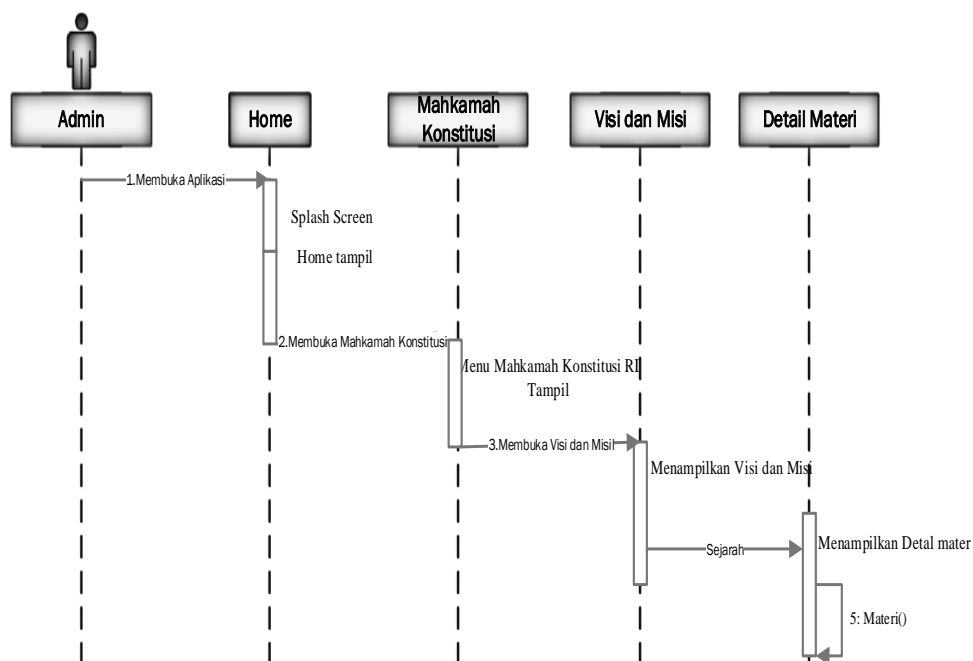 Admin
Home
Mahkamah
Konstitusi
Visi dan Misi
Detail Materi
1.Membuka Aplikasi
Splash Screen
Home tampil
2.Membuka Mahkamah Konstitusi
Menu Mahkamah Konstitusi RI
Tampil
3.Membuka Visi dan Misi
Menampilkan Visi dan Misi
Sejarah
Menampilkan Detal mater
5: Materi()